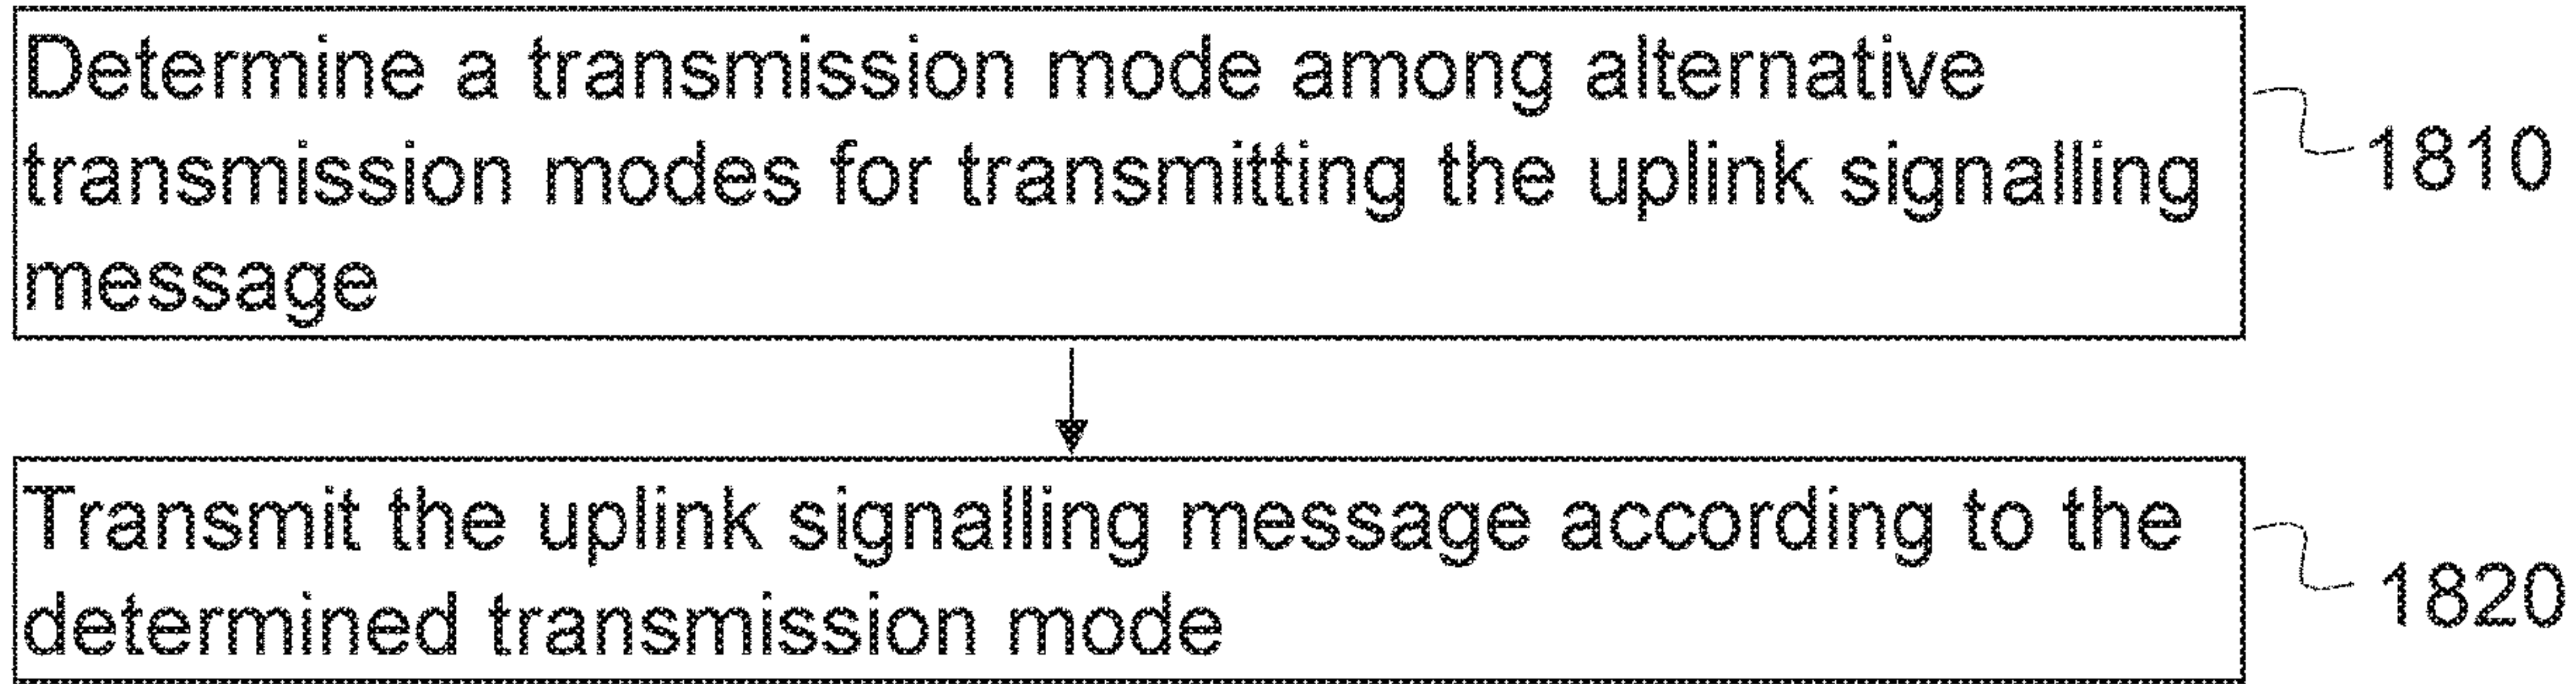 Determine a transmission mode among alternative
transmission modes for transmitting the uplink signalling
message
1810
Transmit the uplink signalling message according to the
determined transmission mode
1820